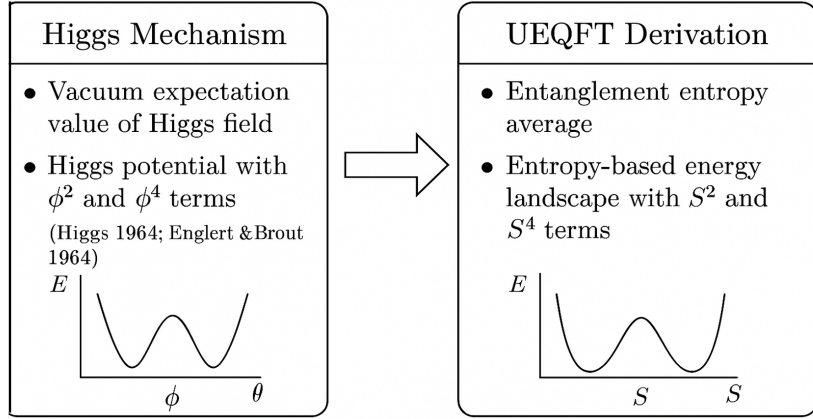 Higgs Mechanism
• Vacuum expectation
value of Higgs field
• Higgs potential with
ϕ² and ϕ⁴ terms
(Higgs 1964; Englert &Brout
1964)
E
ϕ θ
UEQFT Derivation
• Entanglement entropy
average
• Entropy-based energy
landscape with S² and
S⁴ terms
E
S S